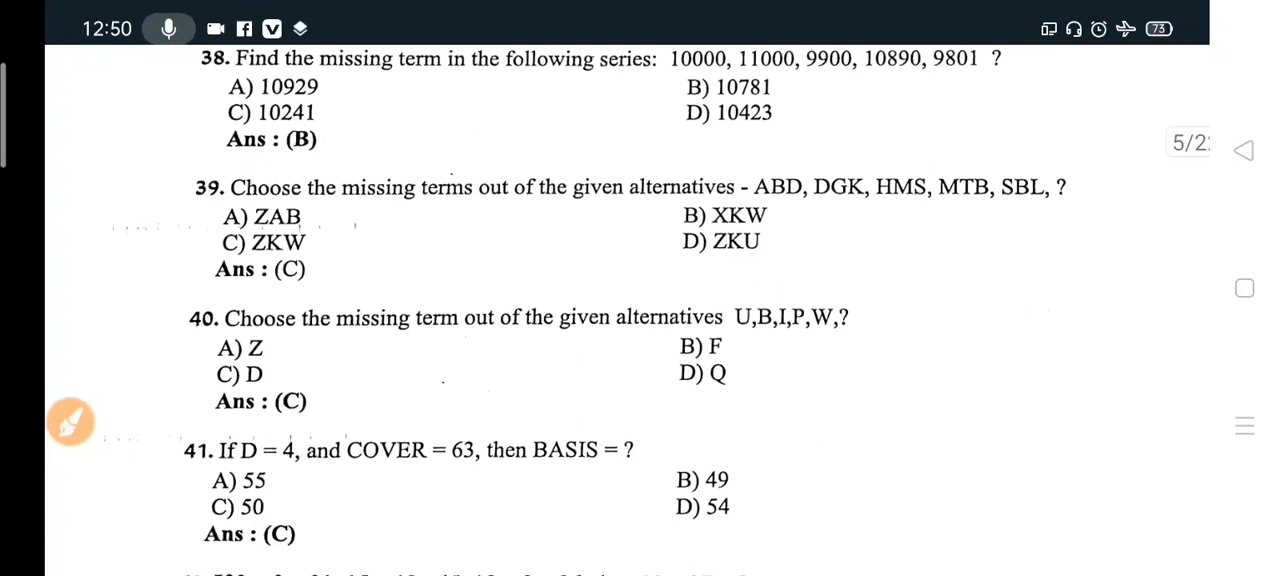 12:50
73
38. Find the missing term in the following series: 10000, 11000, 9900, 10890, 9801 ?
A) 10929 B) 10781
C) 10241 D) 10423
Ans : (B)
5/2
39. Choose the missing terms out of the given alternatives - ABD, DGK, HMS, MTB, SBL, ?
A) ZAB B) XKW
C) ZKW D) ZKU
Ans : (C)
40. Choose the missing term out of the given alternatives U,B,I,P,W,?
A) Z B) F
C) D D) Q
Ans : (C)
41. If D = 4, and COVER = 63, then BASIS = ?
A) 55 B) 49
C) 50 D) 54
Ans : (C)